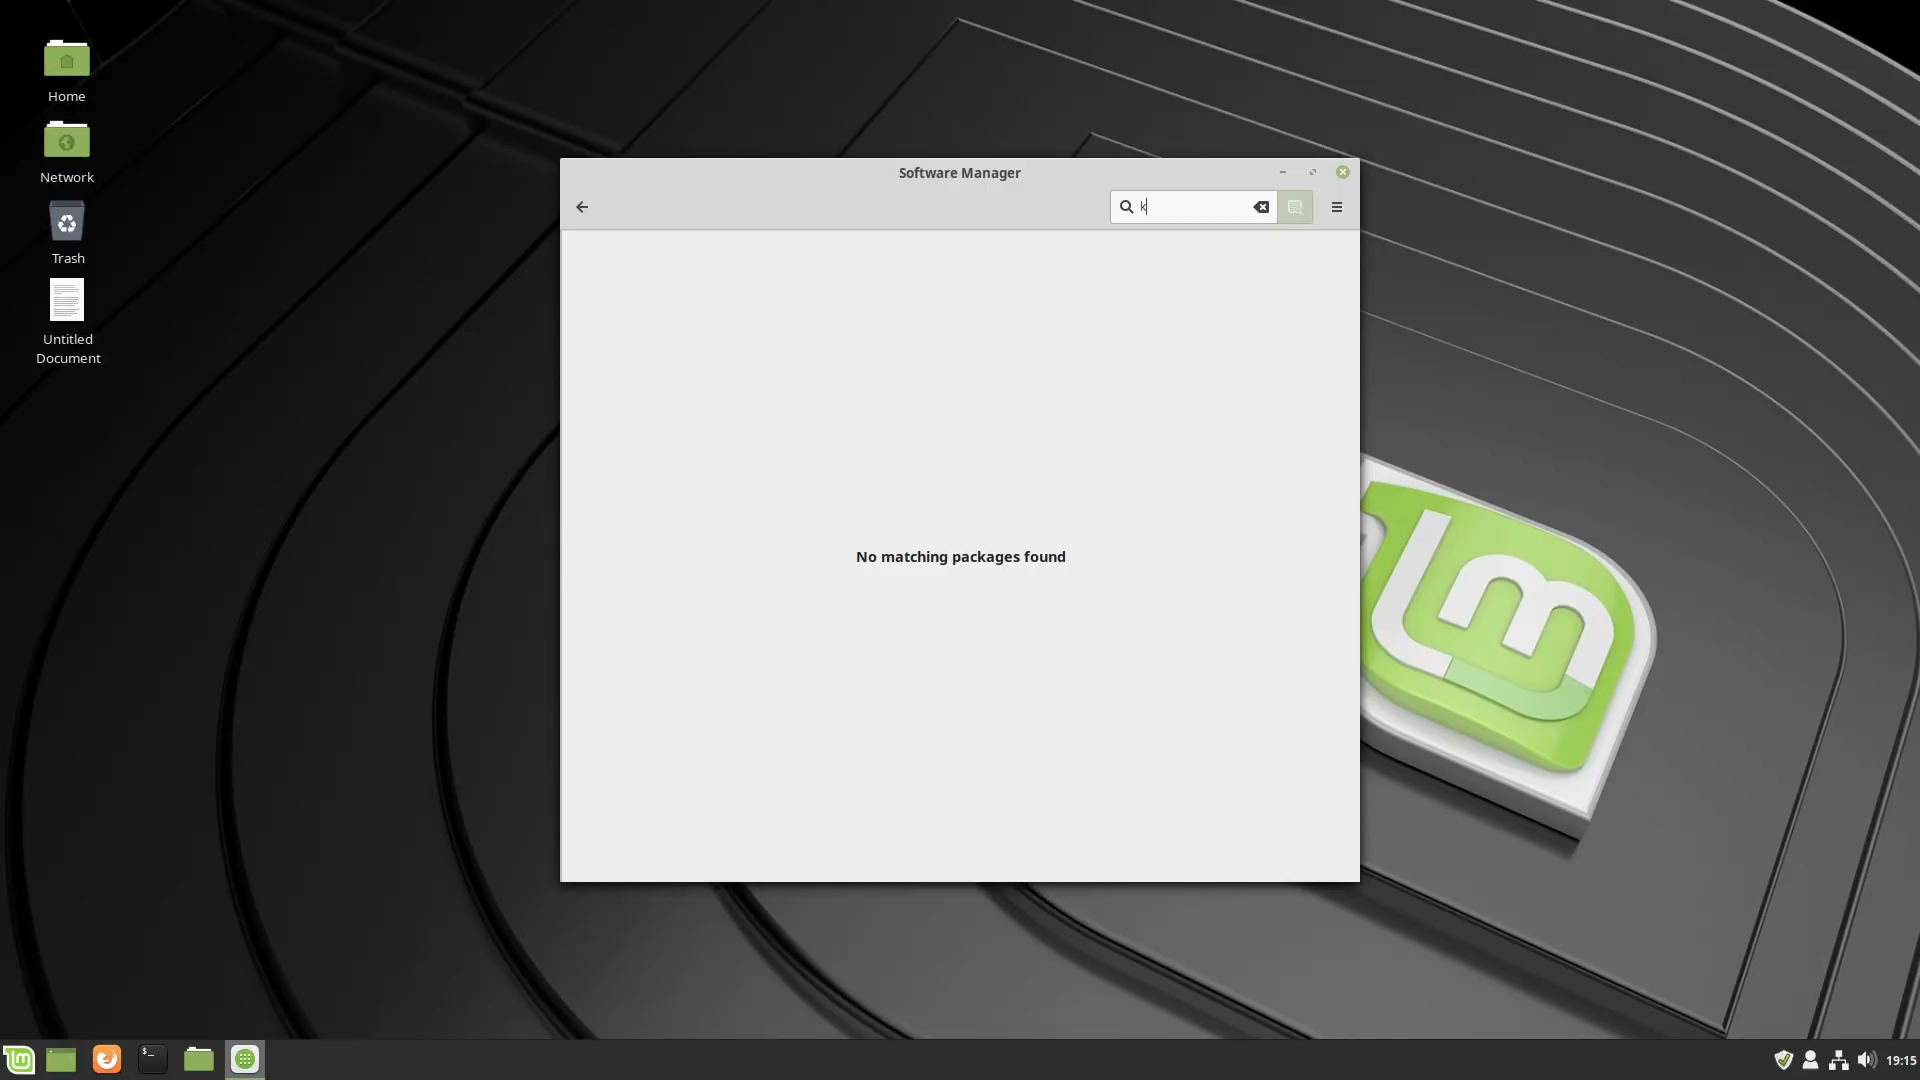 Home
Network
Trash
Untitled
Document
Software Manager
k
No matching packages found
19:15